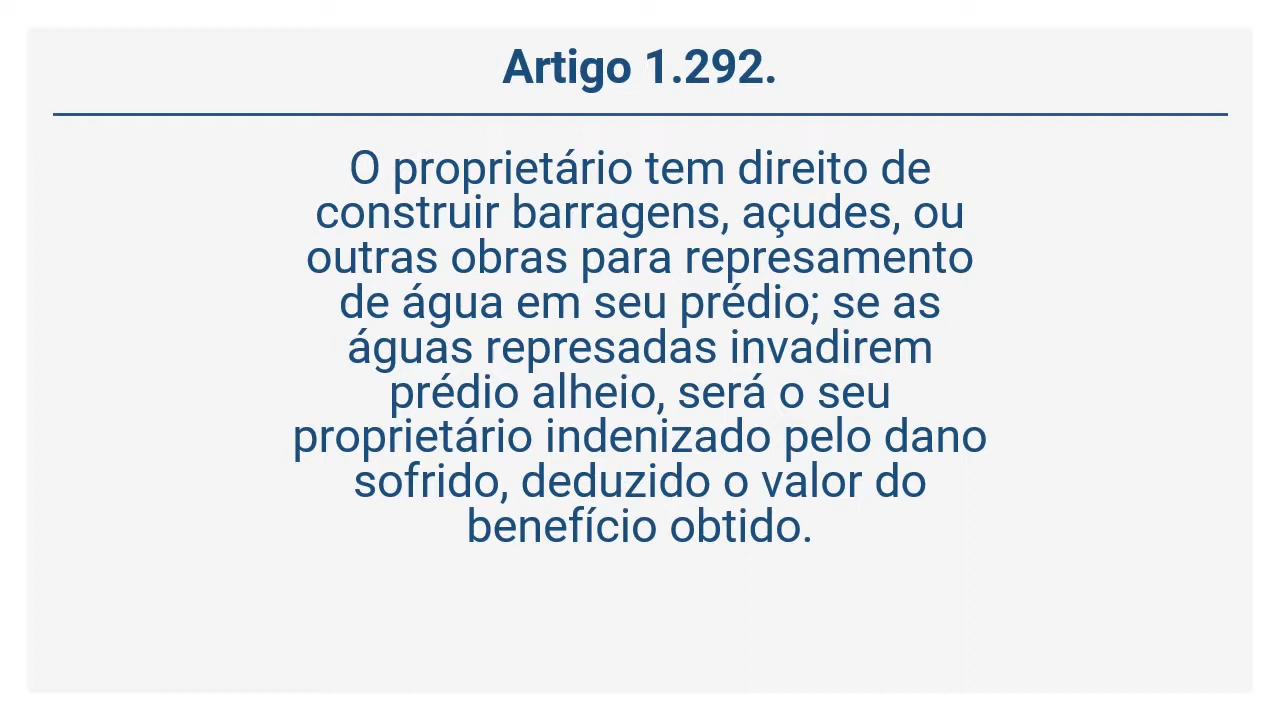 Artigo 1.292.
O proprietário tem direito de
construir barragens, açudes, ou
outras obras para represamento
de água em seu prédio; se as
águas represadas invadirem
prédio alheio, será o seu
proprietário indenizado pelo dano
sofrido, deduzido o valor do
benefício obtido.